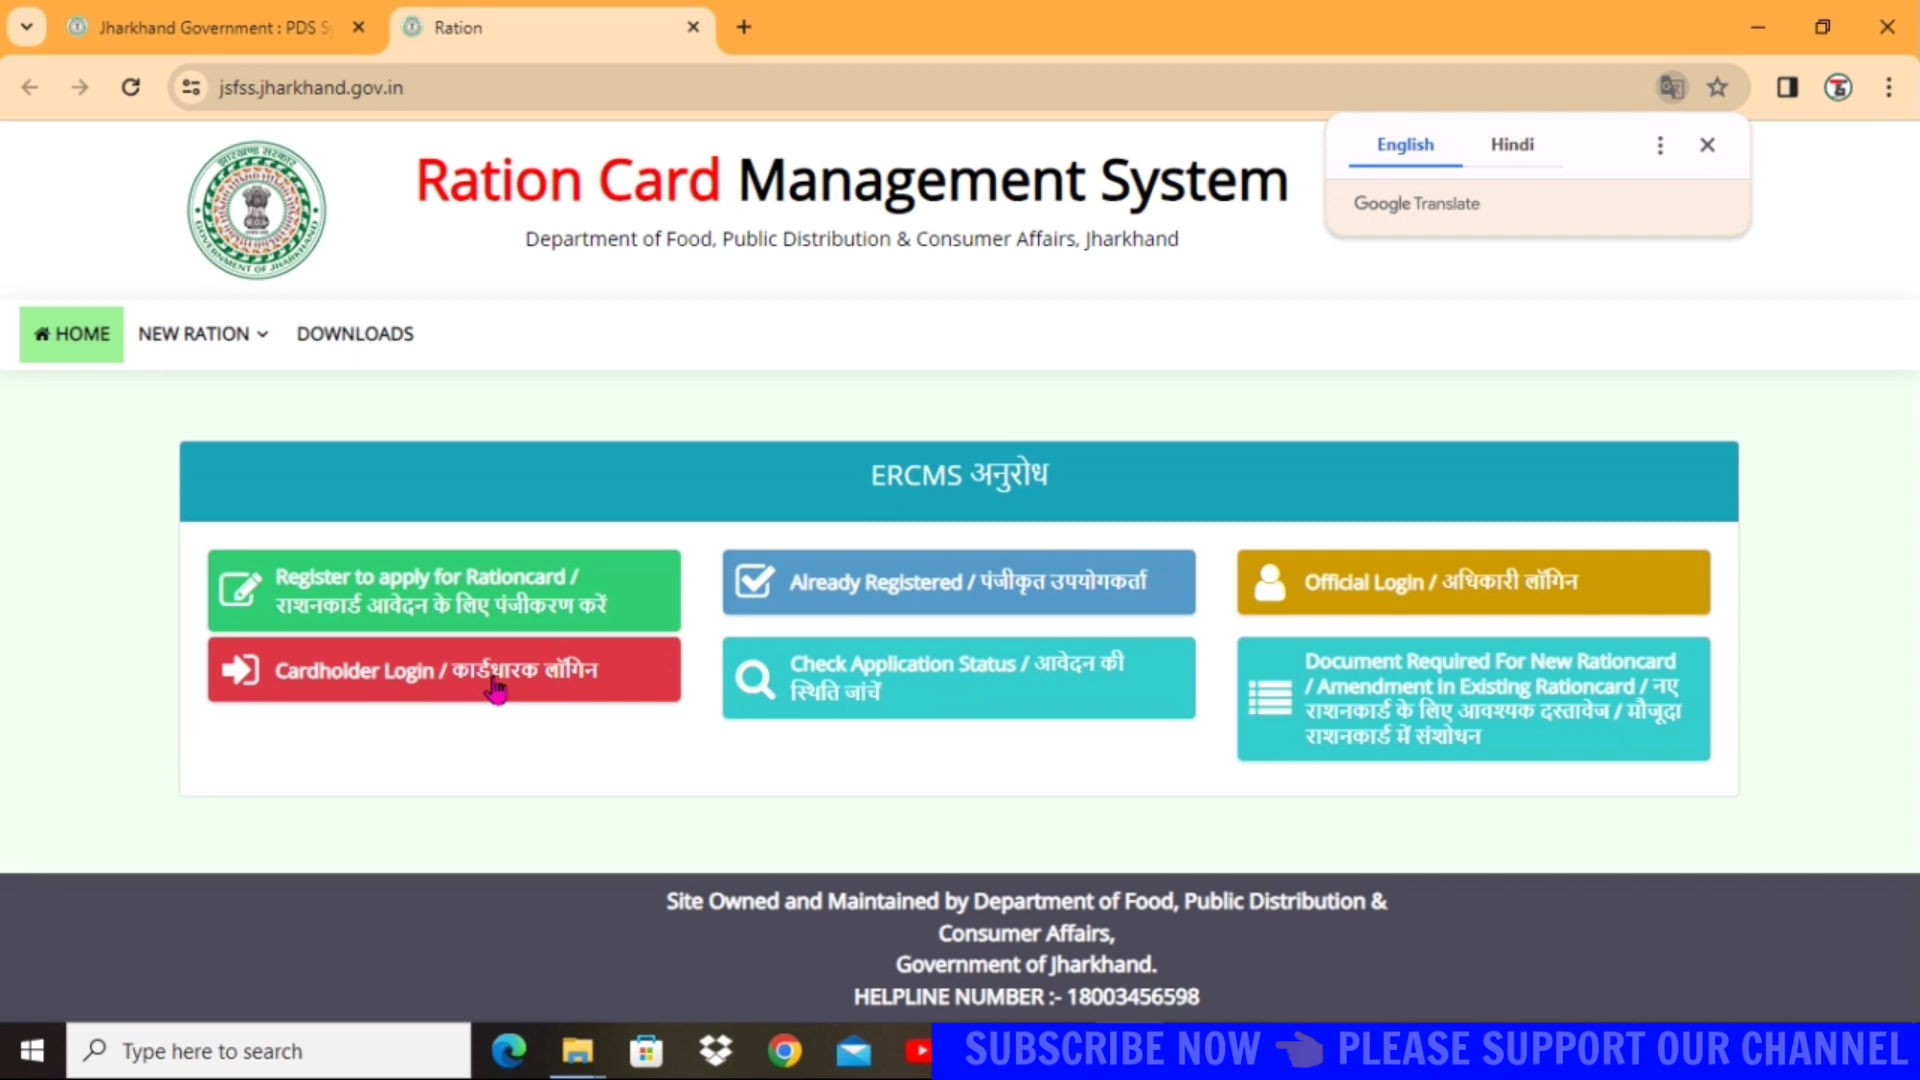 Jharkhand Government : PDS S
Ration
jsfss.jharkhand.gov.in
English
Hindi
Google Translate
झारखण्ड सरकार
GOVERNMENT OF JHARKHAND
Ration Card Management System
Department of Food, Public Distribution & Consumer Affairs, Jharkhand
HOME
NEW RATION
DOWNLOADS
ERCMS अनुरोध
Register to apply for Rationcard /
राशनकार्ड आवेदन के लिए पंजीकरण करें
Already Registered / पंजीकृत उपयोगकर्ता
Official Login / अधिकारी लॉगिन
Cardholder Login / कार्डधारक लॉगिन
Check Application Status / आवेदन की
स्थिति जांचें
Document Required For New Rationcard
/ Amendment In Existing Rationcard / नए
राशनकार्ड के लिए आवश्यक दस्तावेज / मौजूदा
राशनकार्ड में संशोधन
Site Owned and Maintained by Department of Food, Public Distribution &
Consumer Affairs,
Government of Jharkhand.
HELPLINE NUMBER :- 18003456598
Type here to search
SUBSCRIBE NOW PLEASE SUPPORT OUR CHANNEL